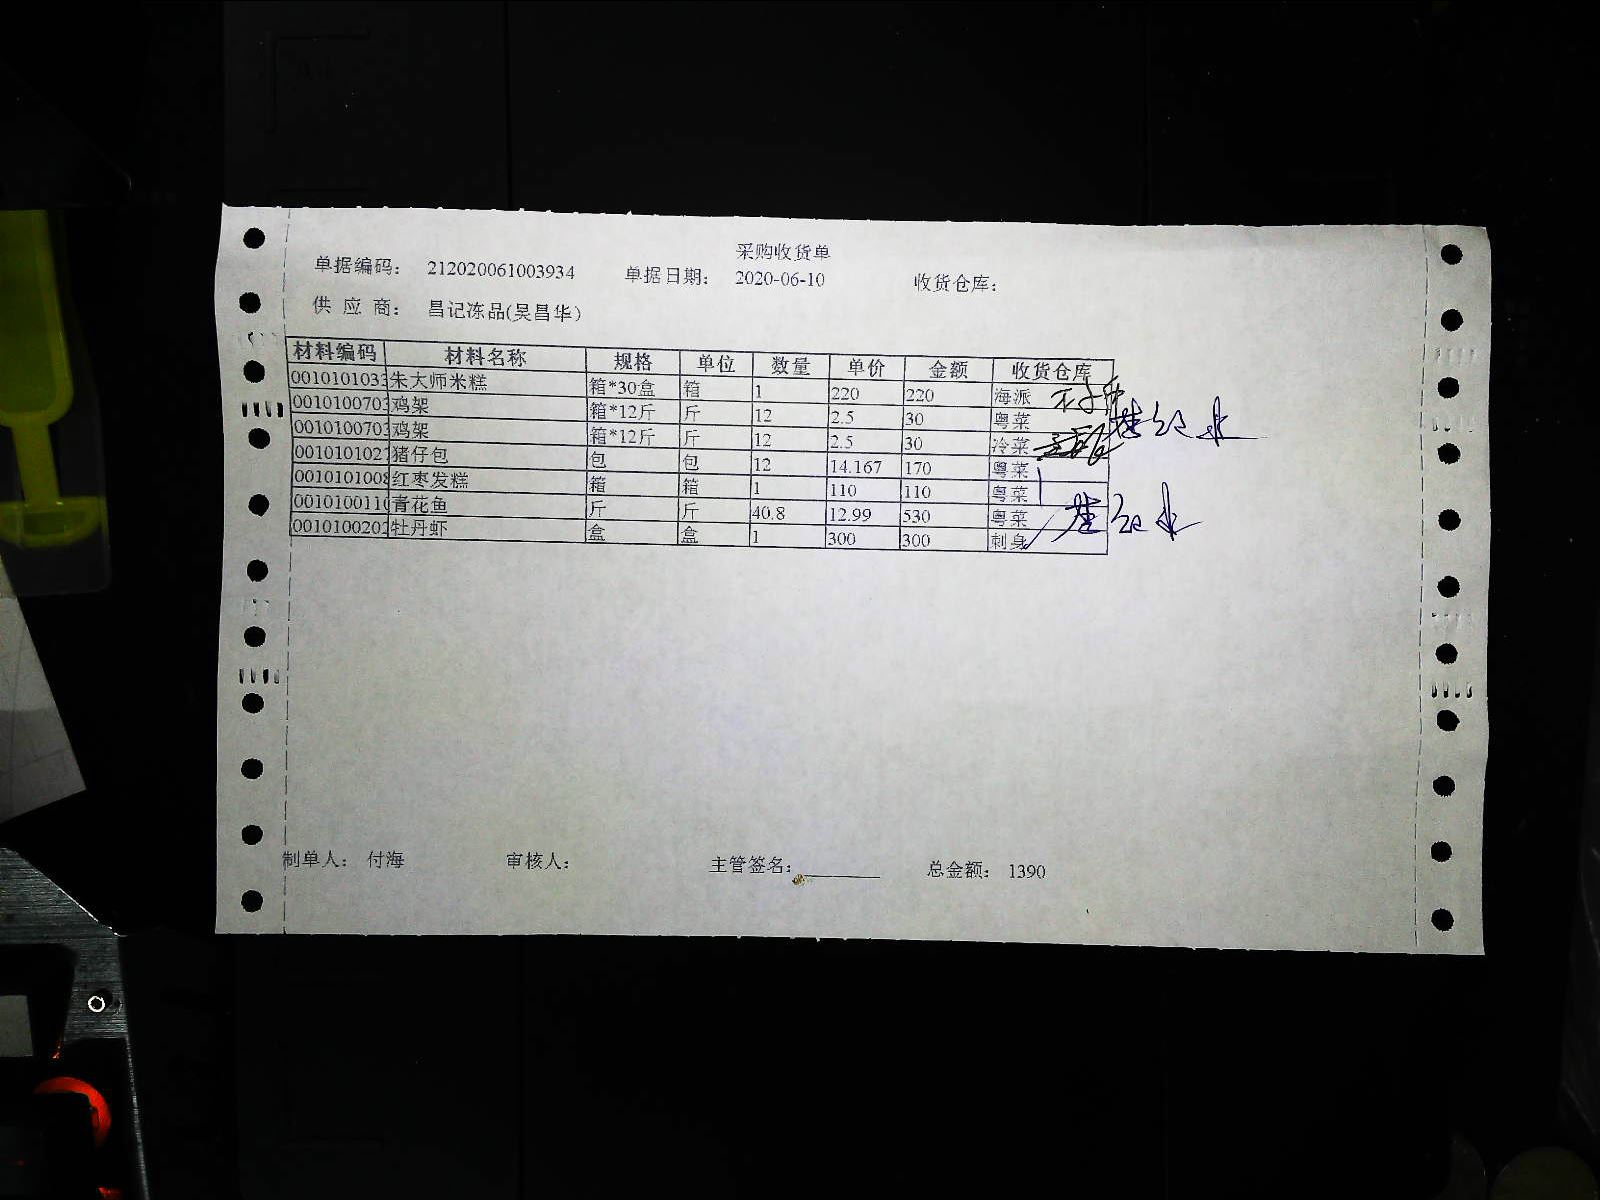 采购收货单
单据编码： 212020061003934 单据日期： 2020-06-10 收货仓库：
供 应 商： 昌记冻品(吴昌华)
材料编码 材料名称 规格 单位 数量 单价 金额 收货仓库
0010101033 朱大师米糕 箱*30盒 箱 1 220 220 海派
0010100703 鸡架 箱*12斤 斤 12 2.5 30 粤菜
0010100703 鸡架 箱*12斤 斤 12 2.5 30 冷菜
0010101021 猪仔包 包 包 12 14.167 170 粤菜
0010101008 红枣发糕 箱 箱 1 110 110 粤菜
0010100110 青花鱼 斤 斤 40.8 12.99 530 粤菜
0010100202 牡丹虾 盒 盒 1 300 300 刺身
制单人： 付海 审核人： 主管签名： 总金额： 1390